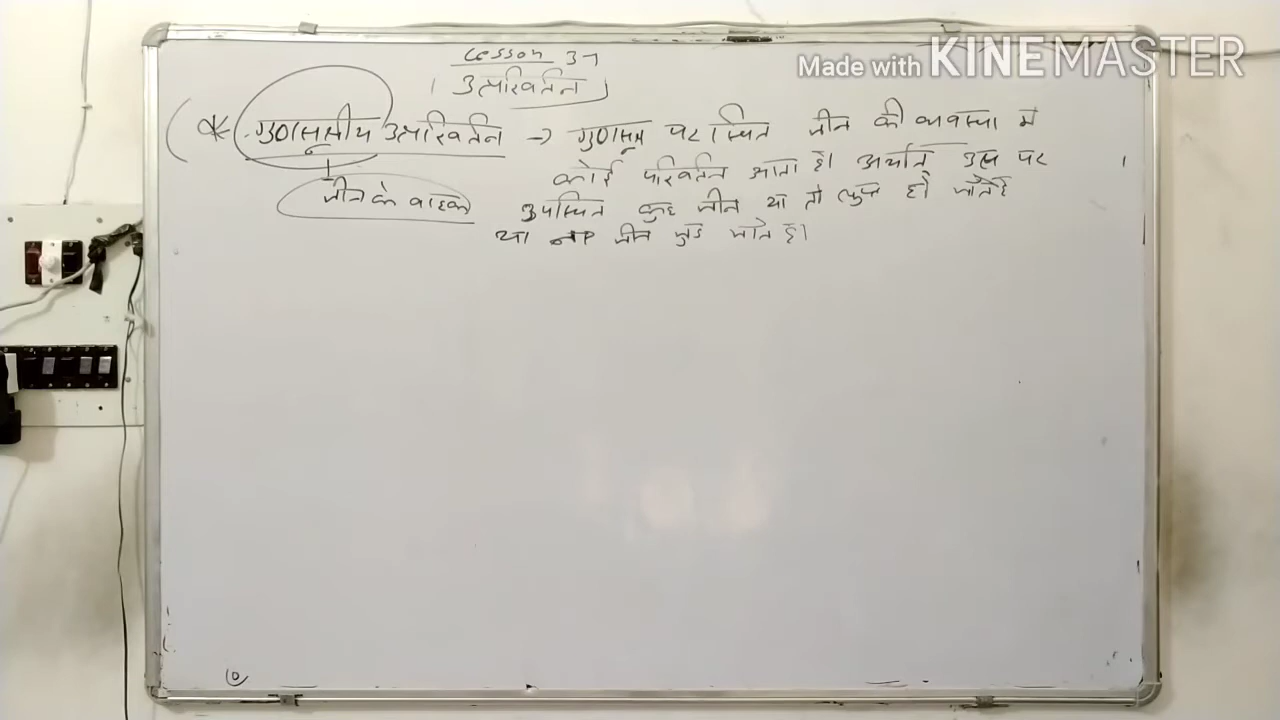 Made with KINEMASTER
Lesson 37
उत्परिवर्तन
* गुणसूत्रीय उत्परिवर्तन → गुणसूत्र पर स्थित जीन की व्यवस्था में
कोई परिवर्तन आता है। अर्थात उस पर
जीन के वाहक
उपस्थित कुछ जीन या तो लुप्त हो जाते है
या नए जीन जुड जाते है।